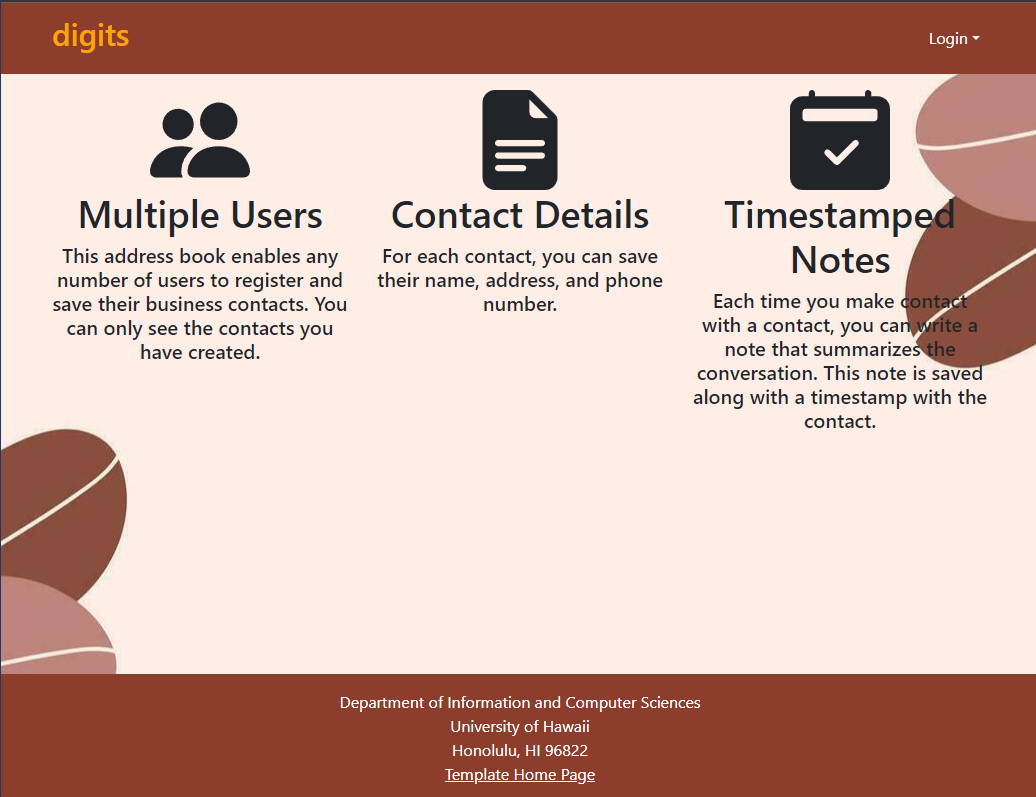 digits
Login
Multiple Users
This address book enables any
number of users to register and
save their business contacts. You
can only see the contacts you
have created.
Contact Details
For each contact, you can save
their name, address, and phone
number.
Timestamped
Notes
Each time you make contact
with a contact, you can write a
note that summarizes the
conversation. This note is saved
along with a timestamp with the
contact.
Department of Information and Computer Sciences
University of Hawaii
Honolulu, HI 96822
Template Home Page